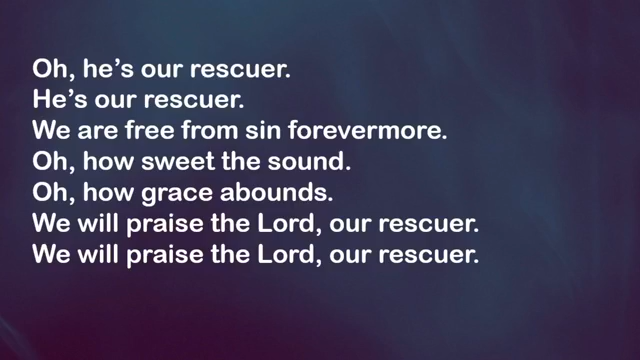 Oh, he’s our rescuer.
He’s our rescuer.
We are free from sin forevermore.
Oh, how sweet the sound.
Oh, how grace abounds.
We will praise the Lord, our rescuer.
We will praise the Lord, our rescuer.